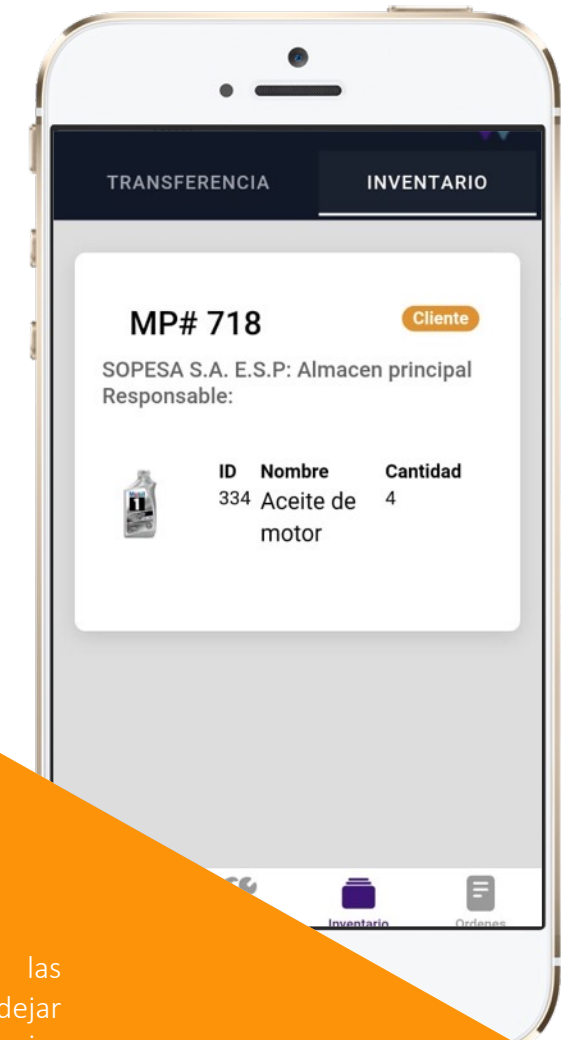 TRANSFERENCIA INVENTARIO
MP# 718 Cliente
SOPESA S.A. E.S.P: Almacen principal
Responsable:
ID Nombre Cantidad
334 Aceite de 4
motor
1
Inventario Ordenes
las
dejar